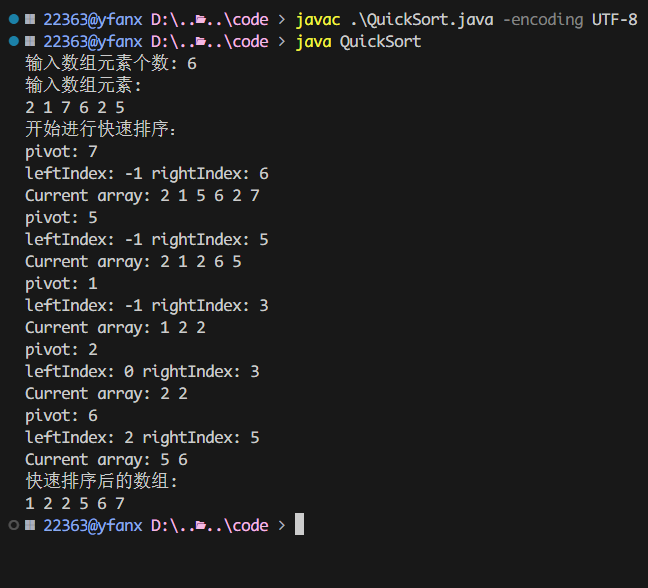 22363@yfanx D:\..\..\code > javac .\QuickSort.java -encoding UTF-8
22363@yfanx D:\..\..\code > java QuickSort
输入数组元素个数: 6
输入数组元素:
2 1 7 6 2 5
开始进行快速排序:
pivot: 7
leftIndex: -1 rightIndex: 6
Current array: 2 1 5 6 2 7
pivot: 5
leftIndex: -1 rightIndex: 5
Current array: 2 1 2 6 5
pivot: 1
leftIndex: -1 rightIndex: 3
Current array: 1 2 2
pivot: 2
leftIndex: 0 rightIndex: 3
Current array: 2 2
pivot: 6
leftIndex: 2 rightIndex: 5
Current array: 5 6
快速排序后的数组:
1 2 2 5 6 7
22363@yfanx D:\..\..\code >